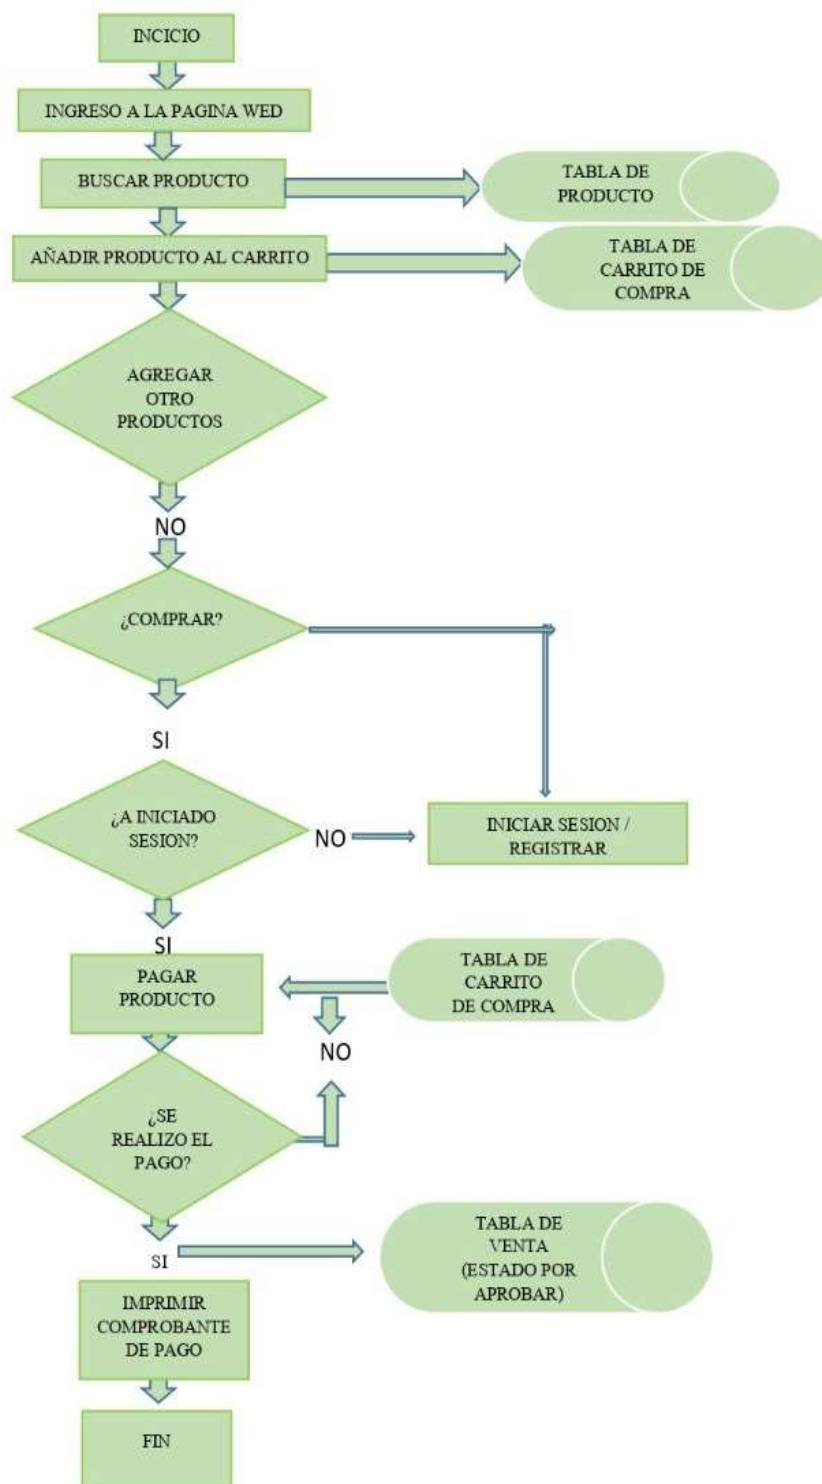 INCICIO
INGRESO A LA PAGINA WED
BUSCAR PRODUCTO
TABLA DE
PRODUCTO
AÑADIR PRODUCTO AL CARRITO
TABLA DE
CARRITO DE
COMPRA
AGREGAR
OTRO
PRODUCTOS
NO
¿COMPRAR?
SI
¿A INICIADO
SESION?
NO
INICIAR SESION /
REGISTRAR
SI
PAGAR
PRODUCTO
TABLA DE
CARRITO
DE COMPRA
NO
¿SE
REALIZO EL
PAGO?
SI
TABLA DE
VENTA
(ESTADO POR
APROBAR)
IMPRIMIR
COMPROBANTE
DE PAGO
FIN